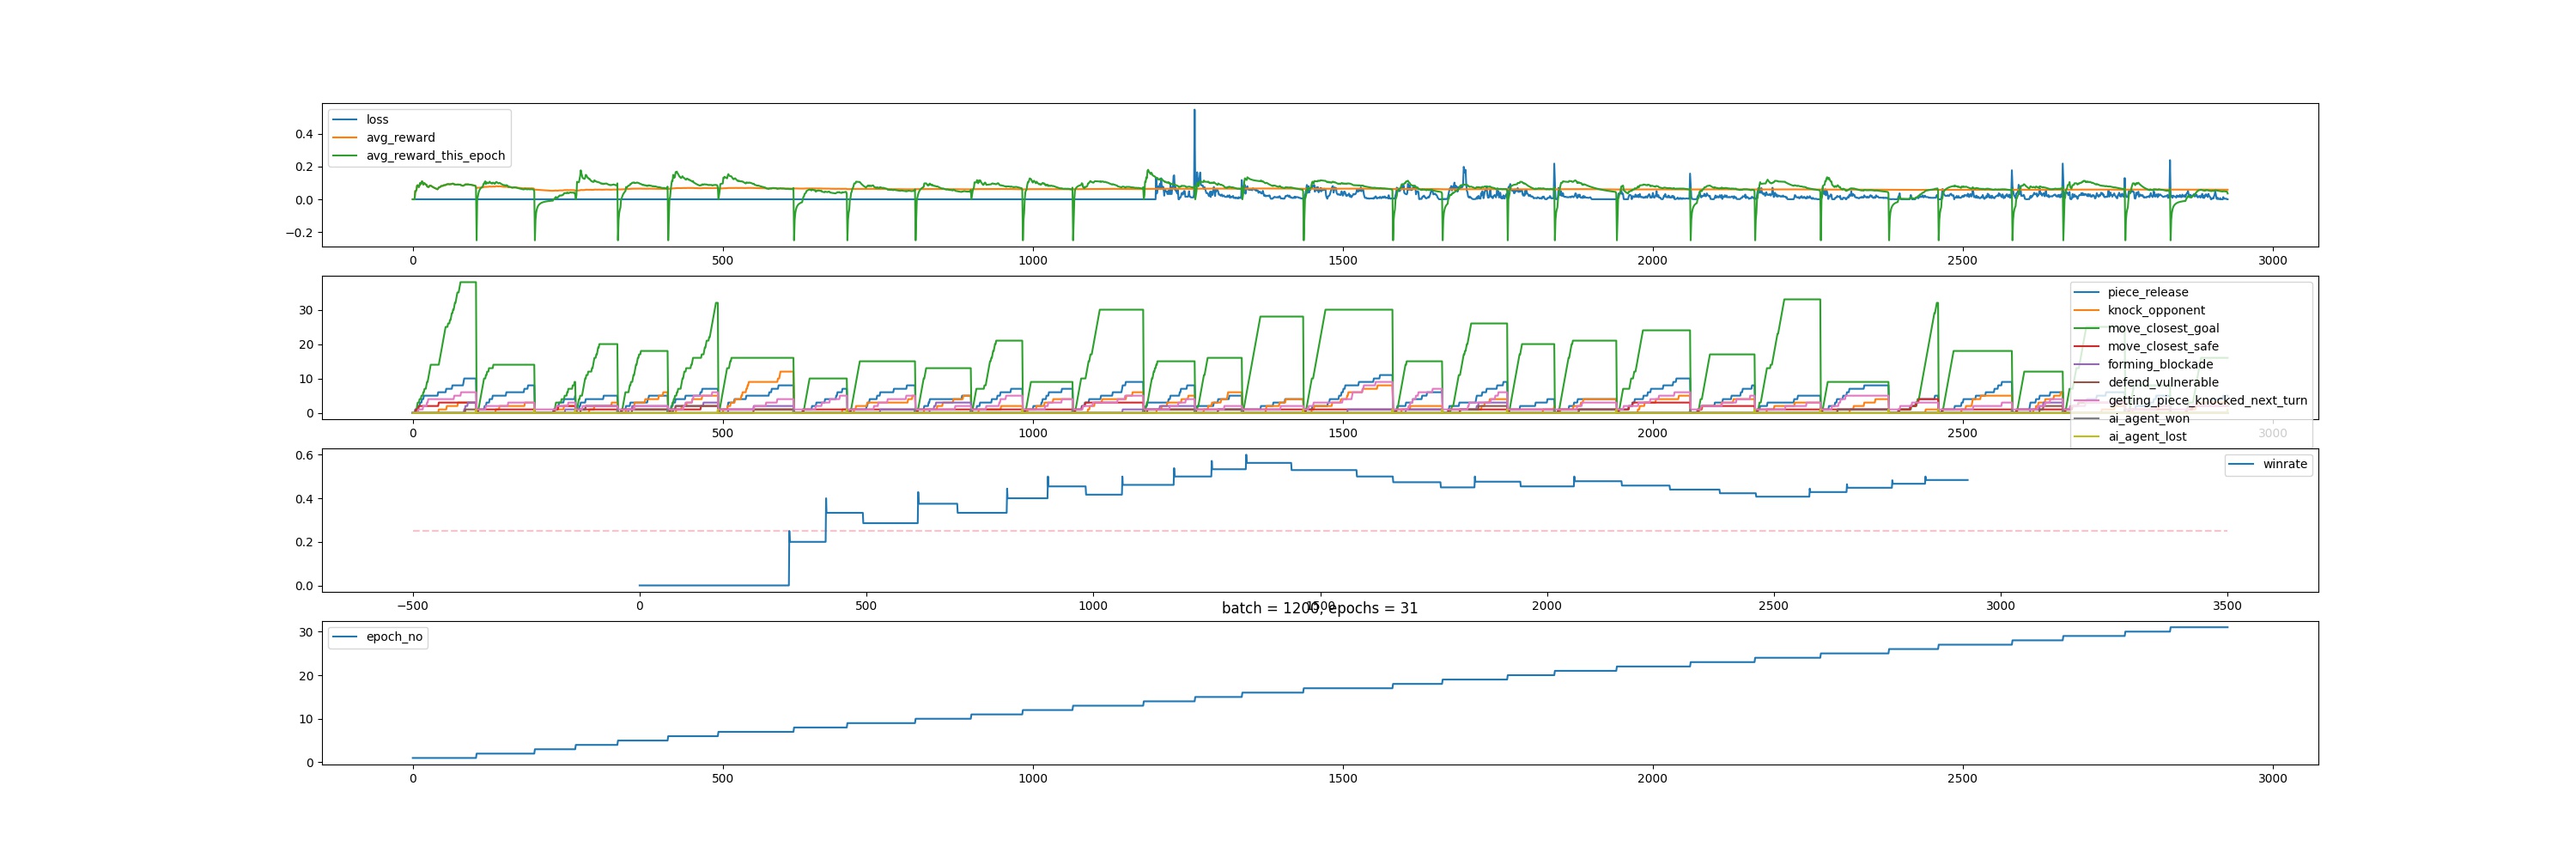 loss
avg_reward
avg_reward_this_epoch
0.4
0.2
0.0
−0.2
0 500 1000 1500 2000 2500 3000
piece_release
knock_opponent
move_closest_goal
move_closest_safe
forming_blockade
defend_vulnerable
getting_piece_knocked_next_turn
ai_agent_won
ai_agent_lost
30
20
10
0
0 500 1000 1500 2000 2500 3000
winrate
0.6
0.4
0.2
0.0
−500 0 500 1000 1500 2000 2500 3000 3500
batch = 1200, epochs = 31
epoch_no
30
20
10
0
0 500 1000 1500 2000 2500 3000